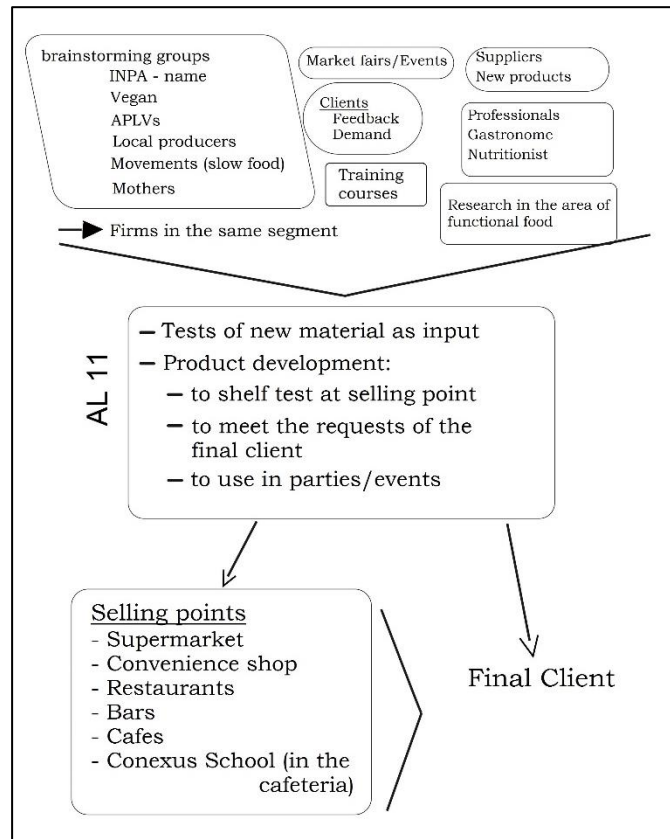 brainstorming groups
INPA - name
Vegan
APLVs
Local producers
Movements (slow food)
Mothers
Firms in the same segment
Market fairs/Events
Clients
Feedback
Demand
Training
courses
Suppliers
New products
Professionals
Gastronomc
Nutritionist
Research in the area of
functional food
AL 11
– Tests of new material as input
– Product development:
– to shelf test at selling point
– to meet the requests of the
final client
– to use in parties/events
Selling points
- Supermarket
- Convenience shop
- Restaurants
- Bars
- Cafes
- Conexus School (in the
cafeteria)
Final Client